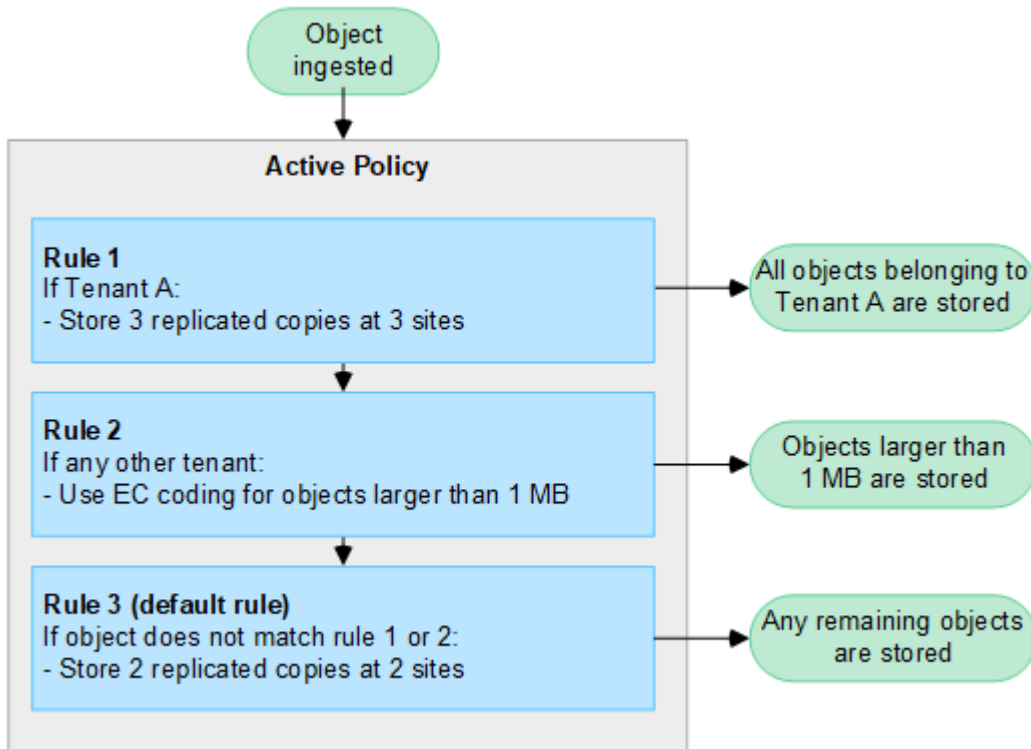 Object
ingested
Active Policy
Rule 1
If Tenant A:
- Store 3 replicated copies at 3 sites
All objects belonging to
Tenant A are stored
Rule 2
If any other tenant:
- Use EC coding for objects larger than 1 MB
Objects larger than
1 MB are stored
Rule 3 (default rule)
If object does not match rule 1 or 2:
- Store 2 replicated copies at 2 sites
Any remaining objects
are stored